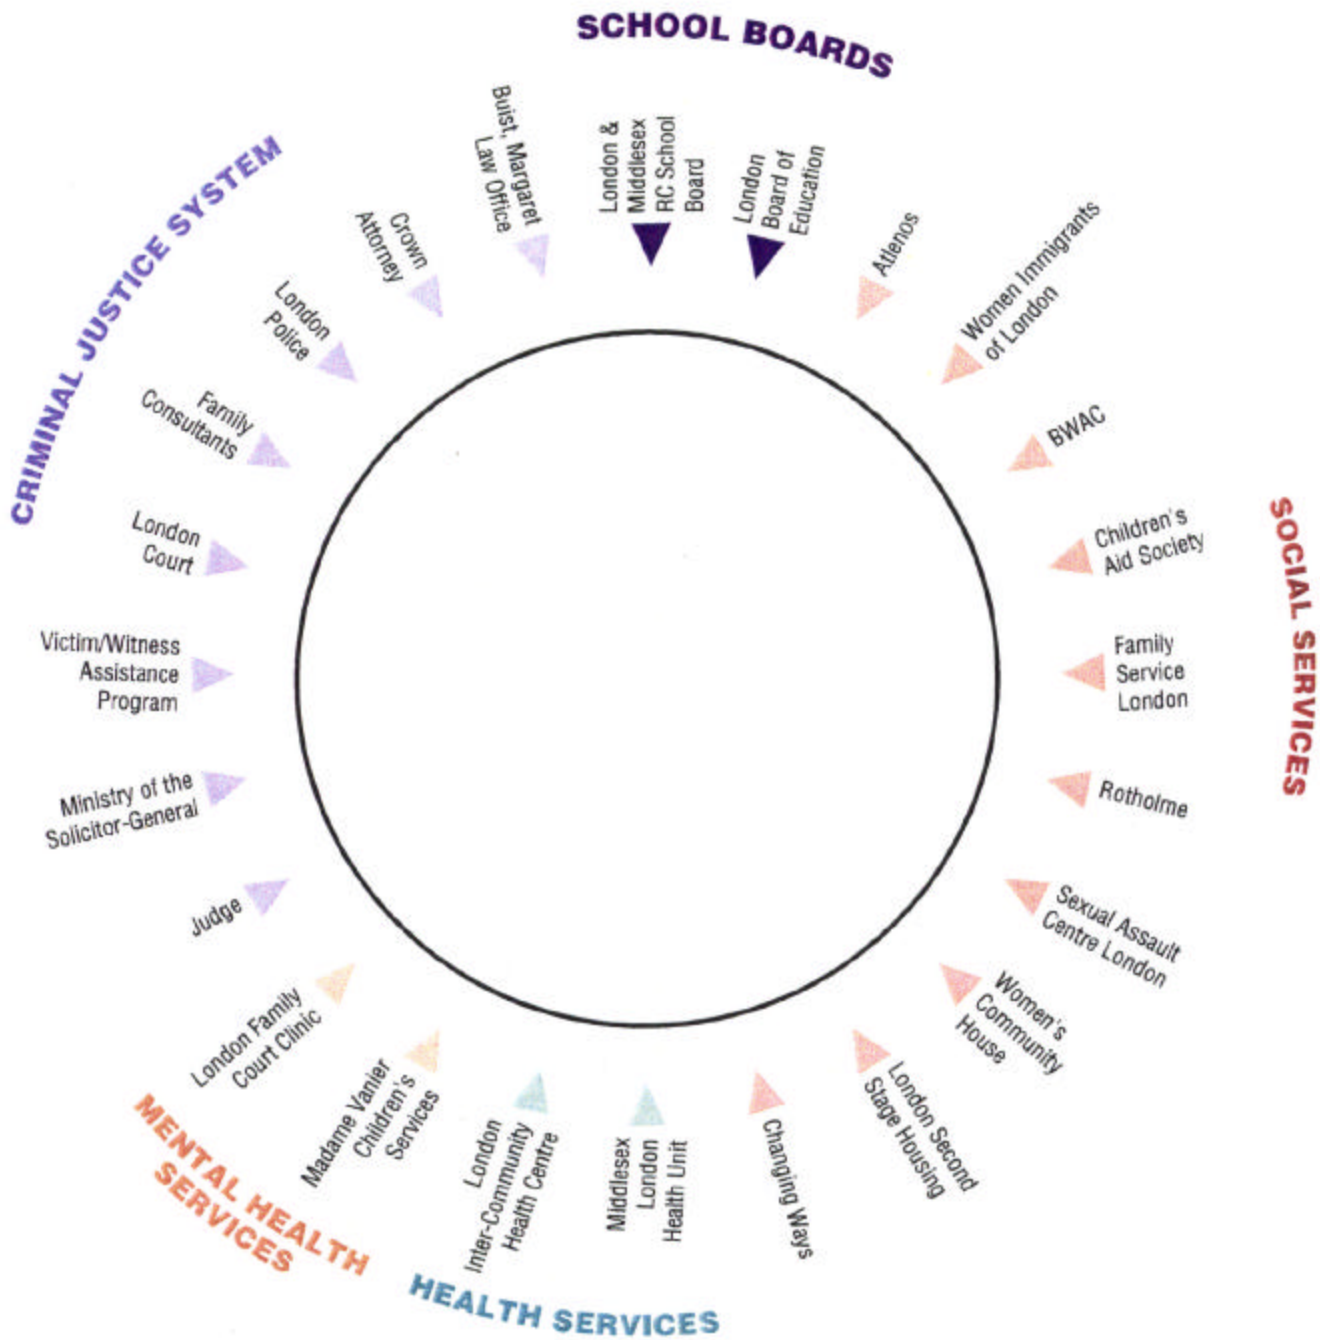 SCHOOL BOARDS
London &
Middlesex
RC School
Board
London
Board of
Education
Atlenos
Women Immigrants
of London
BWAC
SOCIAL SERVICES
Children's
Aid Society
Family
Service
London
Rotholme
Sexual Assault
Centre London
Women's
Community
House
London Second
Stage Housing
Changing Ways
HEALTH SERVICES
Middlesex
London
Health Unit
London
Inter-Community
Health Centre
MENTAL HEALTH
SERVICES
Madame Vanier
Children's
Services
London Family
Court Clinic
CRIMINAL JUSTICE SYSTEM
Judge
Ministry of the
Solicitor-General
Victim/Witness
Assistance
Program
London
Court
Family
Consultants
London
Police
Crown
Attorney
Buist, Margaret
Law Office